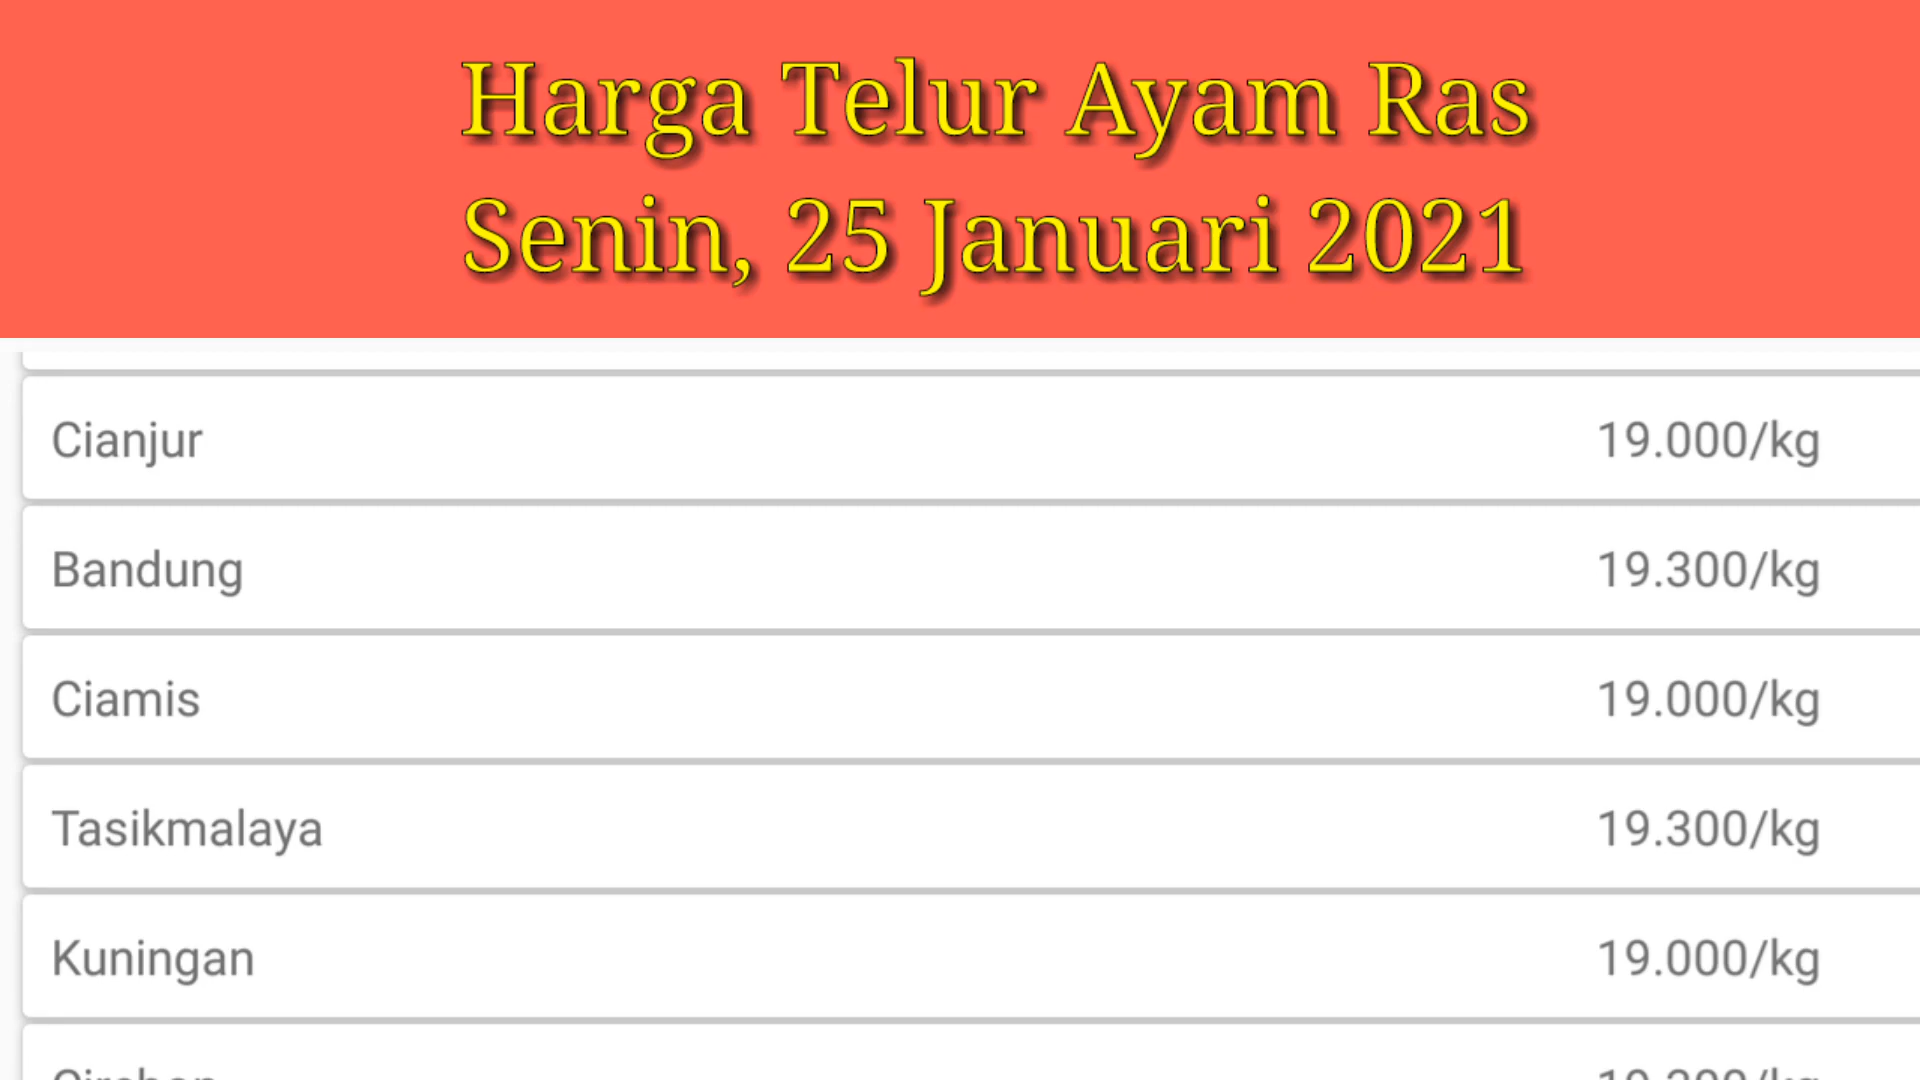 Harga Telur Ayam Ras
Senin, 25 Januari 2021
Cianjur 19.000/kg
Bandung 19.300/kg
Ciamis 19.000/kg
Tasikmalaya 19.300/kg
Kuningan 19.000/kg